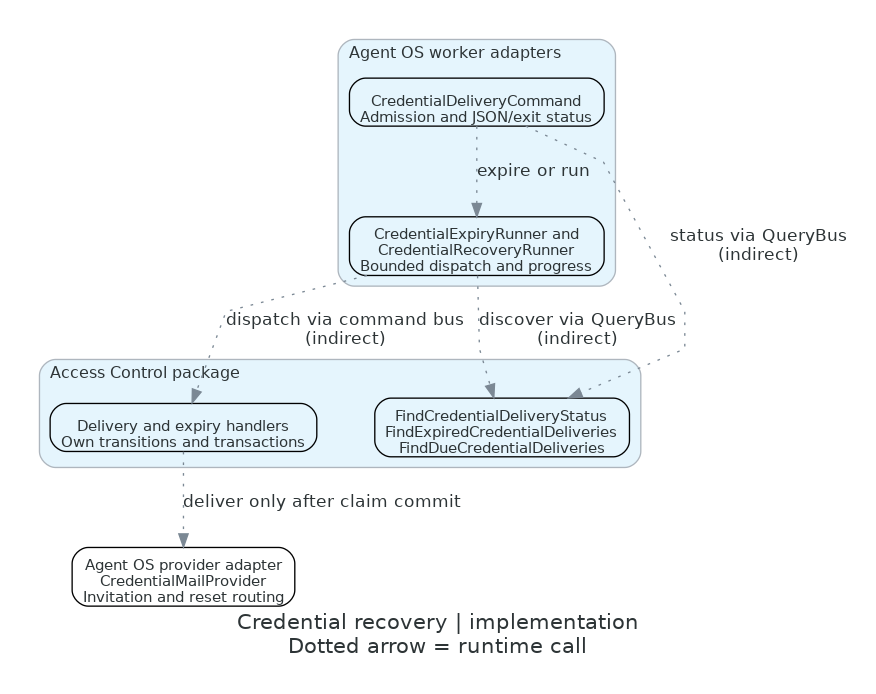 Agent OS worker adapters
CredentialDeliveryCommand
Admission and JSON/exit status
expire or run
CredentialExpiryRunner and
CredentialRecoveryRunner
Bounded dispatch and progress
status via QueryBus
(indirect)
dispatch via command bus
(indirect)
discover via QueryBus
(indirect)
Access Control package
Delivery and expiry handlers
Own transitions and transactions
FindCredentialDeliveryStatus
FindExpiredCredentialDeliveries
FindDueCredentialDeliveries
deliver only after claim commit
Agent OS provider adapter
CredentialMailProvider
Invitation and reset routing
Credential recovery | implementation
Dotted arrow = runtime call